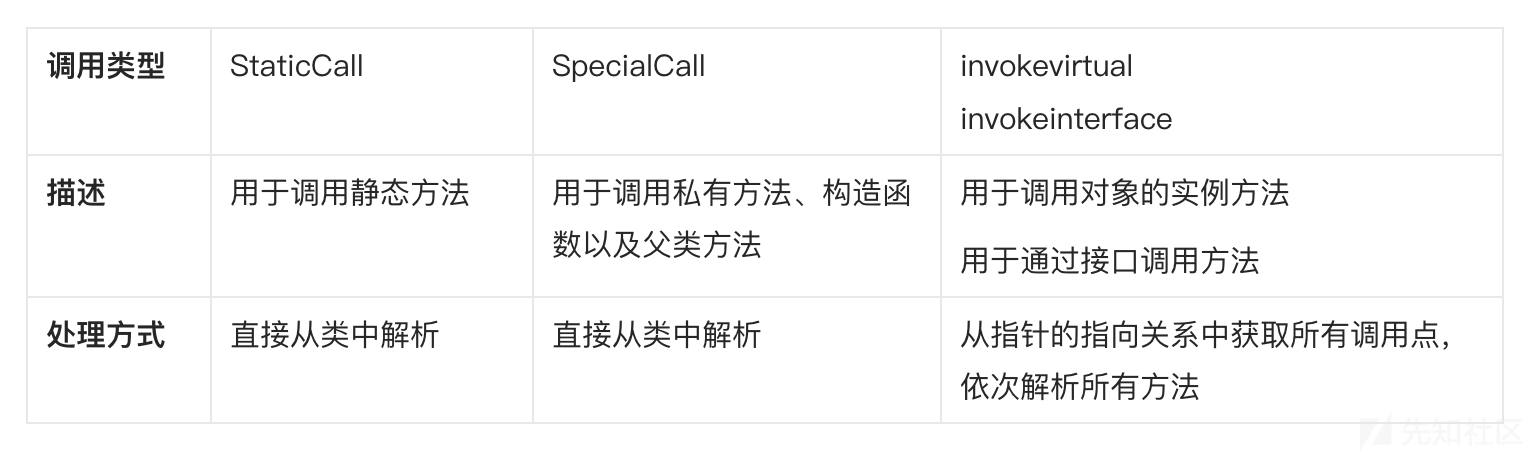 调用类型 StaticCall SpecialCall invokevirtual
invokeinterface
描述 用于调用静态方法 用于调用私有方法、构造函 用于调用对象的实例方法
数以及父类方法 用于通过接口调用方法
处理方式 直接从类中解析 直接从类中解析 从指针的指向关系中获取所有调用点，
依次解析所有方法
先知社区